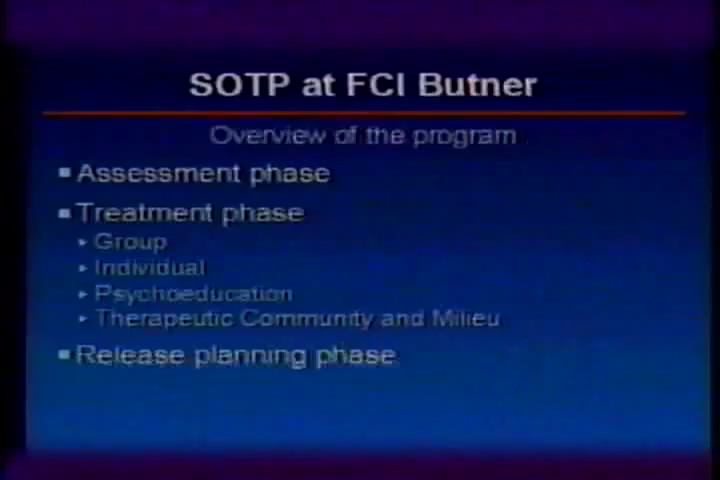 SOTP at FCI Butner
Overview of the program
Assessment phase
Treatment phase
Group
Individual
Psychoeducation
Therapeutic Community and Milieu
Release planning phase